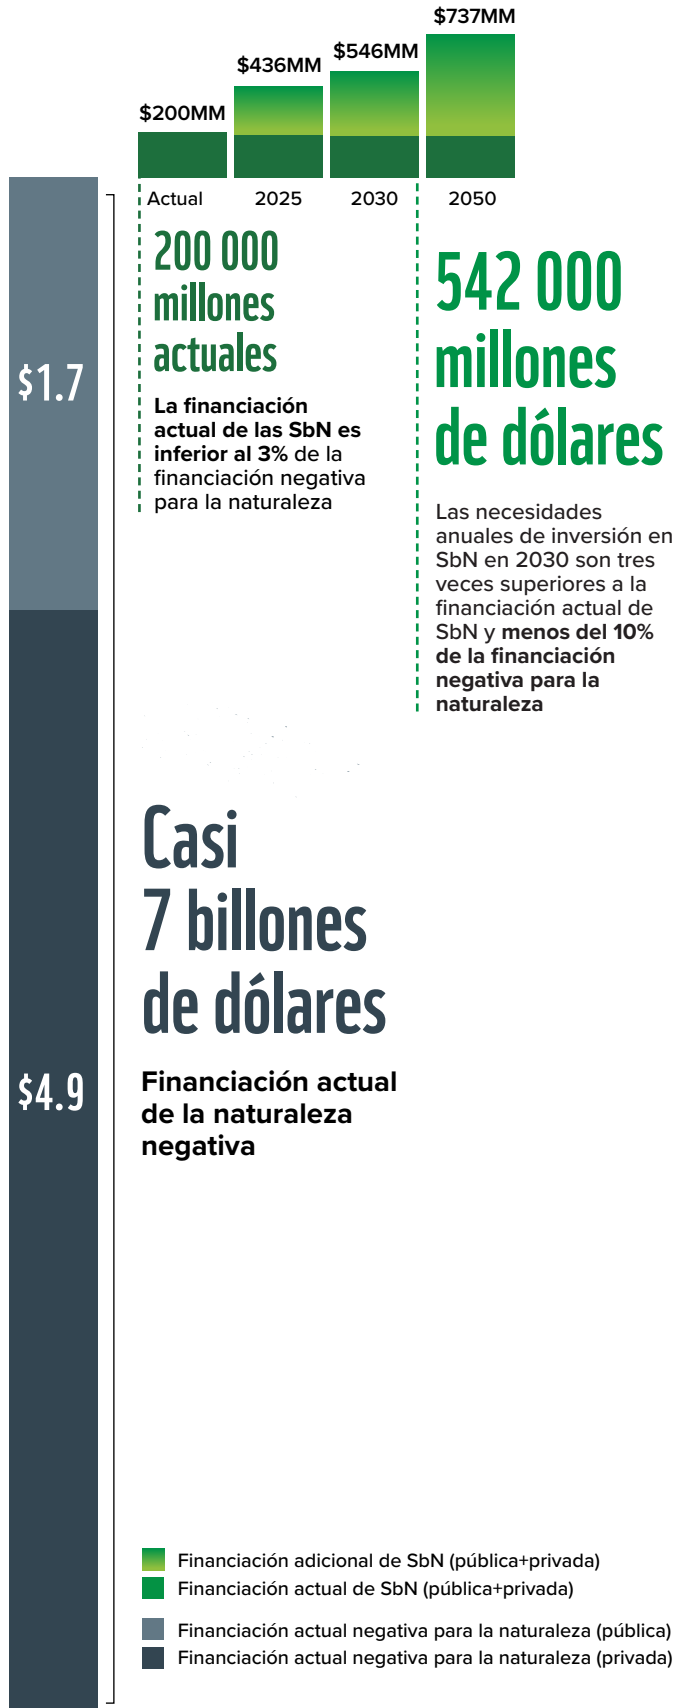 $737MM
$546MM
$436MM
$200MM
Actual
2025
2030
2050
200 000
millones
actuales
La financiación
actual de las SbN es
inferior al 3% de la
financiación negativa
para la naturaleza
542 000
millones
de dólares
Las necesidades
anuales de inversión en
SbN en 2030 son tres
veces superiores a la
financiación actual de
SbN y menos del 10%
de la financiación
negativa para la
naturaleza
$1.7
Casi
7 billones
de dólares
Financiación actual
de la naturaleza
negativa
$4.9
Financiación adicional de SbN (pública+privada)
Financiación actual de SbN (pública+privada)
Financiación actual negativa para la naturaleza (pública)
Financiación actual negativa para la naturaleza (privada)